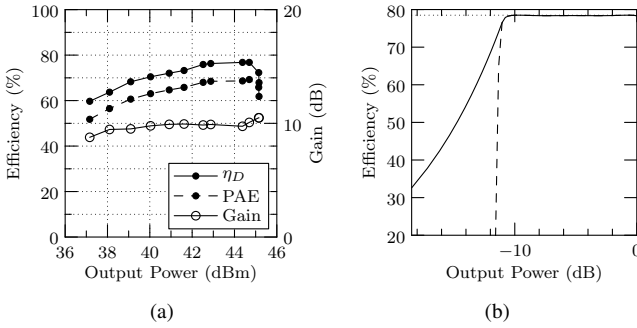 100
80
60
40
20
0
Efficiency (%)
20
10
0
Gain (dB)
η_D
PAE
Gain
36 38 40 42 44 46
Output Power (dBm)
(a)
80
70
60
50
40
30
20
Efficiency (%)
−10 0
Output Power (dB)
(b)